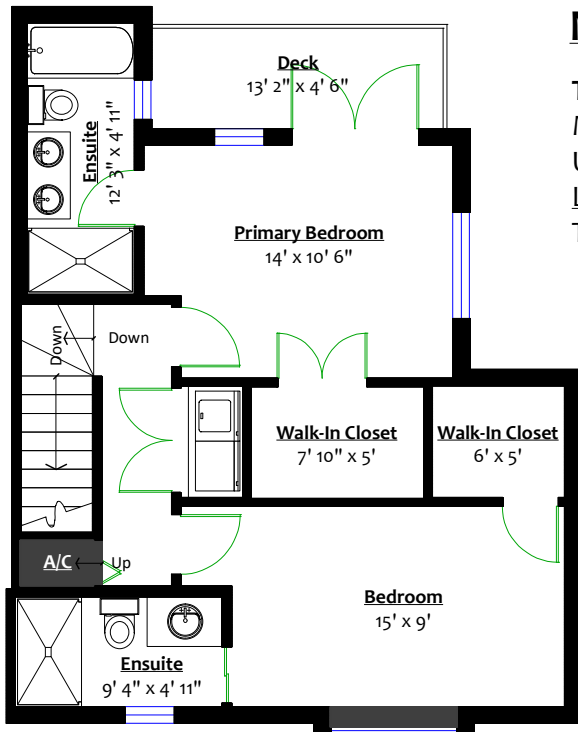 Deck
13' 2" x 4' 6"
Ensuite
12' 3" x 4' 11"
Primary Bedroom
14' x 10' 6"
Down
Down
Walk-In Closet
7' 10" x 5'
Walk-In Closet
6' x 5'
A/C
Up
Bedroom
15' x 9'
Ensuite
9' 4" x 4' 11"